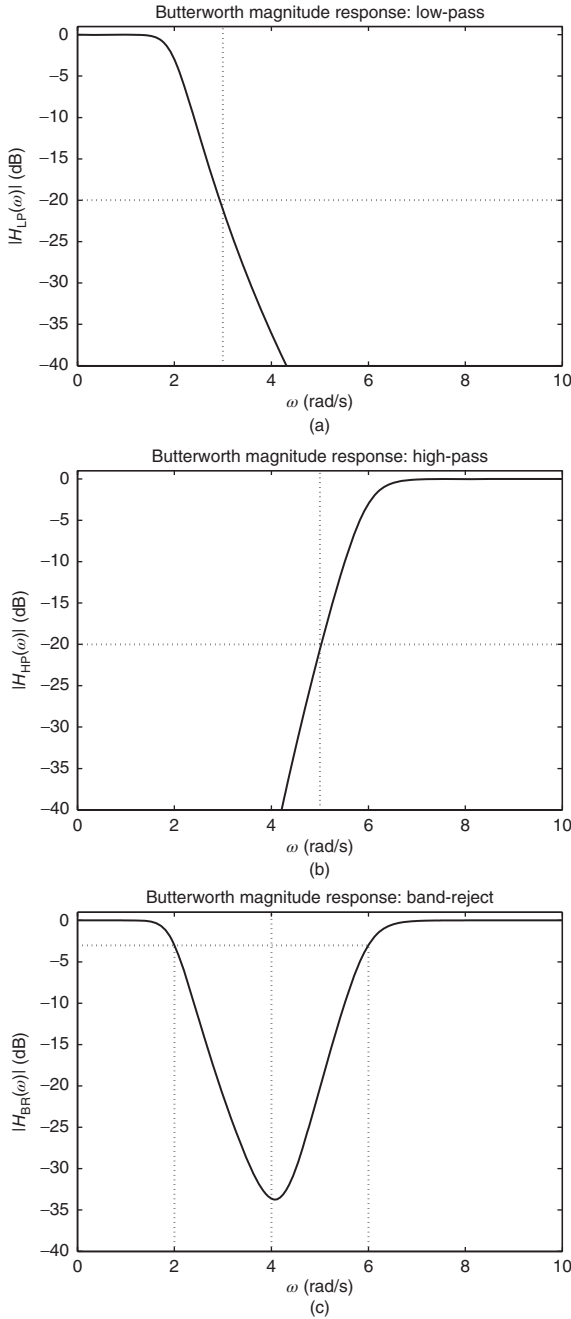 Butterworth magnitude response: low-pass
0
−5
−10
−15
−20
−25
−30
−35
−40
|H_LP(ω)| (dB)
0 2 4 6 8 10
ω (rad/s)
(a)
Butterworth magnitude response: high-pass
0
−5
−10
−15
−20
−25
−30
−35
−40
|H_HP(ω)| (dB)
0 2 4 6 8 10
ω (rad/s)
(b)
Butterworth magnitude response: band-reject
0
−5
−10
−15
−20
−25
−30
−35
−40
|H_BR(ω)| (dB)
0 2 4 6 8 10
ω (rad/s)
(c)